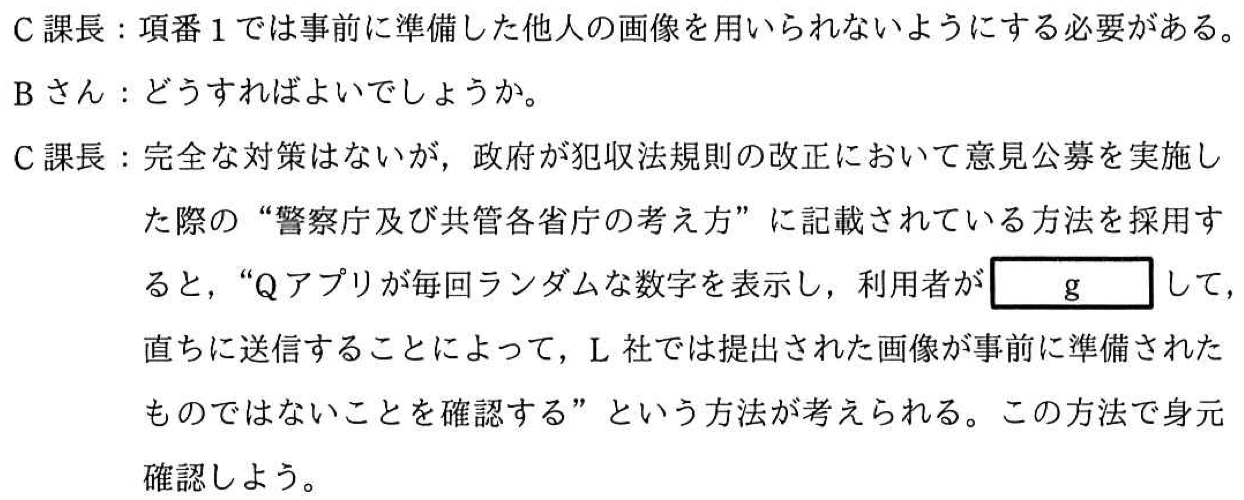 C 課長：項番 1 では事前に準備した他人の画像を用いられないようにする必要がある。
B さん：どうすればよいでしょうか。
C 課長：完全な対策はないが，政府が犯収法規則の改正において意見公募を実施し
た際の“警察庁及び共管各省庁の考え方”に記載されている方法を採用す
ると，“Q アプリが毎回ランダムな数字を表示し，利用者が g して，
直ちに送信することによって，L 社では提出された画像が事前に準備された
ものではないことを確認する”という方法が考えられる。この方法で身元
確認しよう。